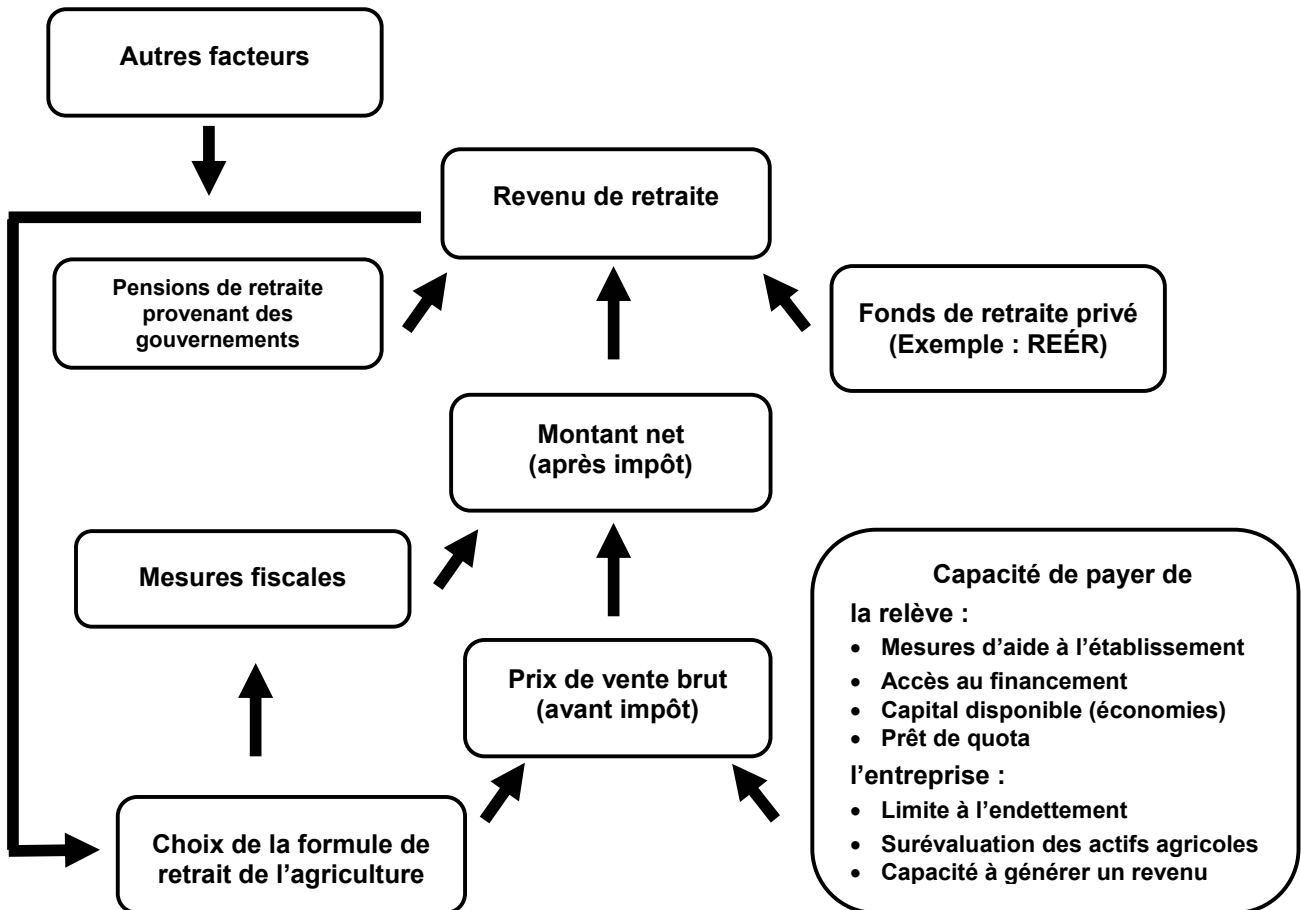 Autres facteurs
Revenu de retraite
Pensions de retraite
provenant des
gouvernements
Fonds de retraite privé
(Exemple : REÉR)
Montant net
(après impôt)
Mesures fiscales
Prix de vente brut
(avant impôt)
Capacité de payer de
la relève :
• Mesures d’aide à l’établissement
• Accès au financement
• Capital disponible (économies)
• Prêt de quota
l’entreprise :
• Limite à l’endettement
• Surévaluation des actifs agricoles
• Capacité à générer un revenu
Choix de la formule de
retrait de l’agriculture